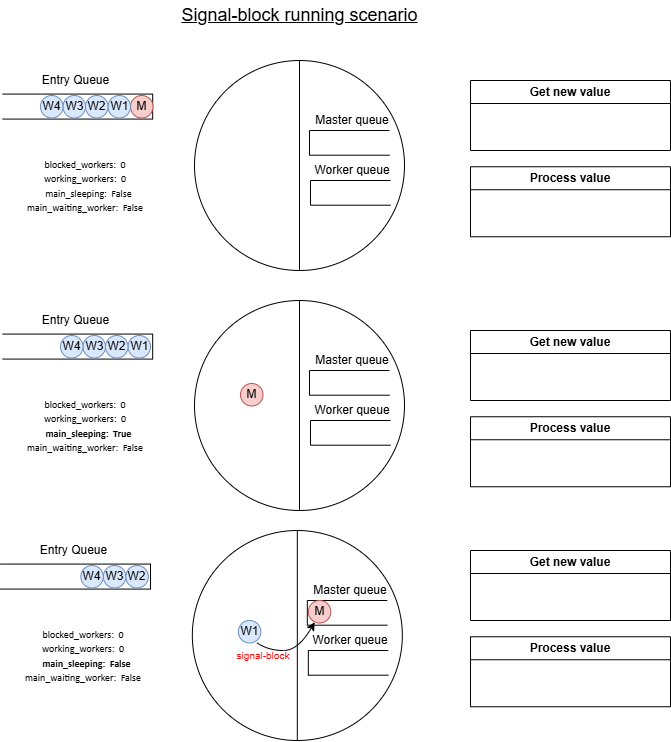 Signal-block running scenario
Entry Queue
W4 W3 W2 W1 M
blocked_workers: 0
working_workers: 0
main_sleeping: False
main_waiting_worker: False
Master queue
Worker queue
Get new value
Process value
Entry Queue
W4 W3 W2 W1
blocked_workers: 0
working_workers: 0
main_sleeping: True
main_waiting_worker: False
M
Master queue
Worker queue
Get new value
Process value
Entry Queue
W4 W3 W2
blocked_workers: 0
working_workers: 0
main_sleeping: False
main_waiting_worker: False
W1
signal-block
Master queue
M
Worker queue
Get new value
Process value